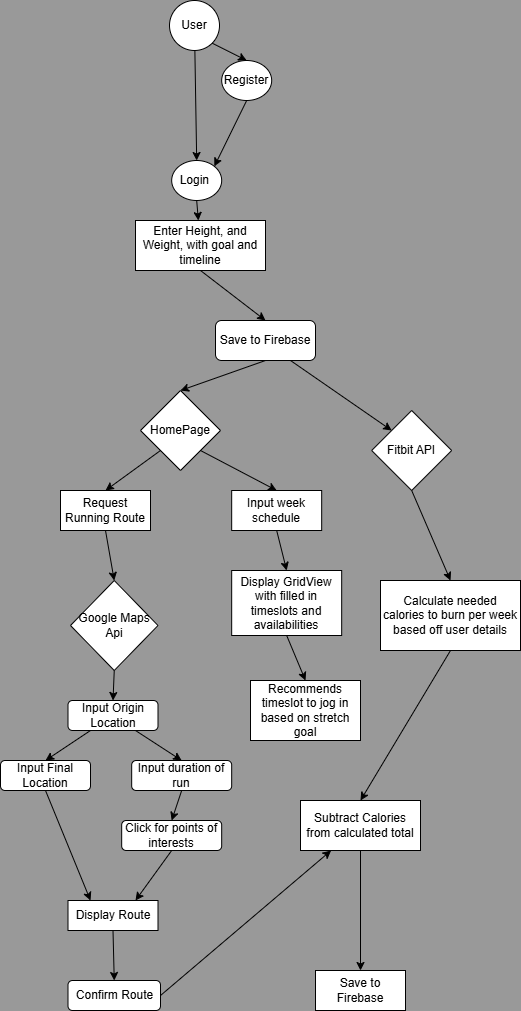 User
Register
Login
Enter Height, and
Weight, with goal and
timeline
Save to Firebase
HomePage
Fitbit API
Request
Running Route
Input week
schedule
Google Maps
Api
Display GridView
with filled in
timeslots and
availabilities
Calculate needed
calories to burn per week
based off user details
Input Origin
Location
Recommends
timeslot to jog in
based on stretch
goal
Input Final
Location
Input duration of
run
Click for points of
interests
Subtract Calories
from calculated total
Display Route
Confirm Route
Save to
Firebase